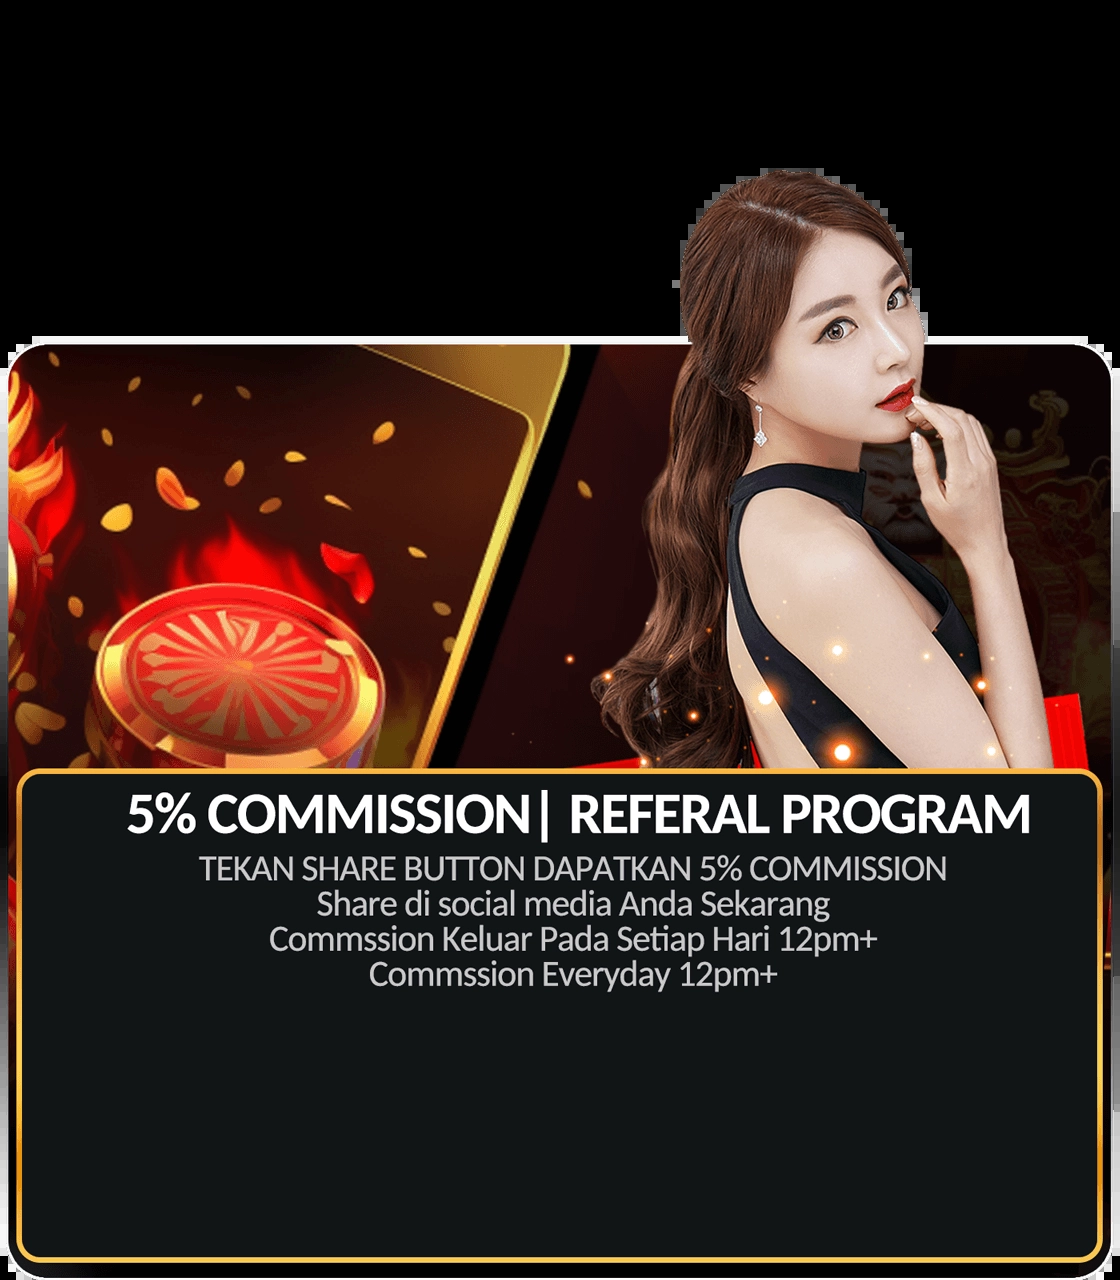 5% COMMISSION| REFERAL PROGRAM
TEKAN SHARE BUTTON DAPATKAN 5% COMMISSION
Share di social media Anda Sekarang
Commssion Keluar Pada Setiap Hari 12pm+
Commssion Everyday 12pm+